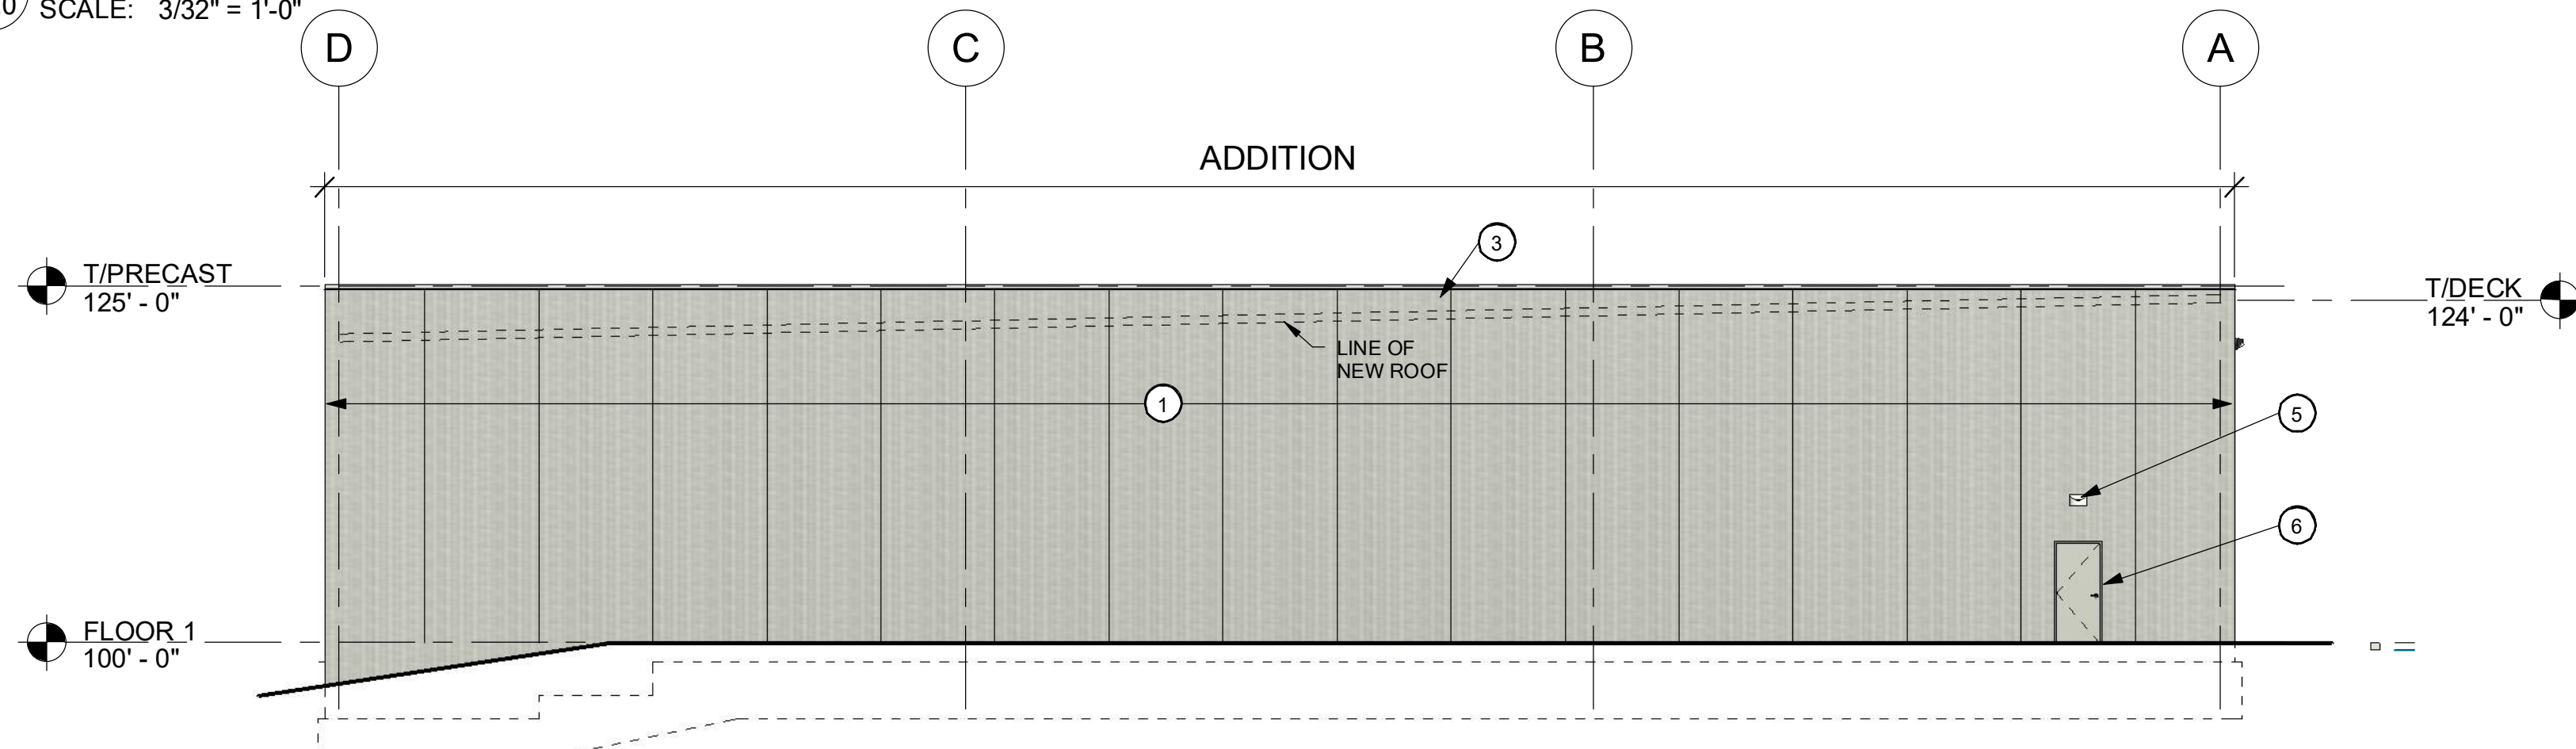 0 SCALE: 3/32" = 1'-0"
D C B A
ADDITION
3
T/PRECAST
125' - 0"
T/DECK
124' - 0"
LINE OF
NEW ROOF
1
5
6
FLOOR 1
100' - 0"